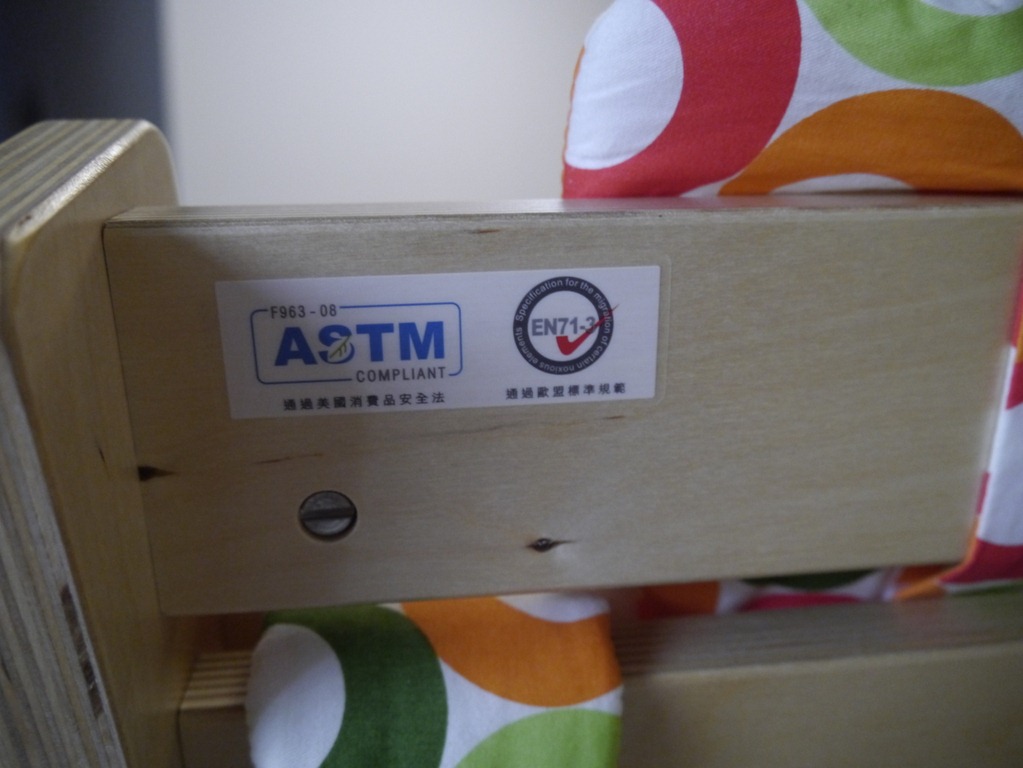 F963-08
ASTM
COMPLIANT
通過美國消費品安全法
Specification for the migration of certain noxious elements
EN71-3
通過歐盟標準規範